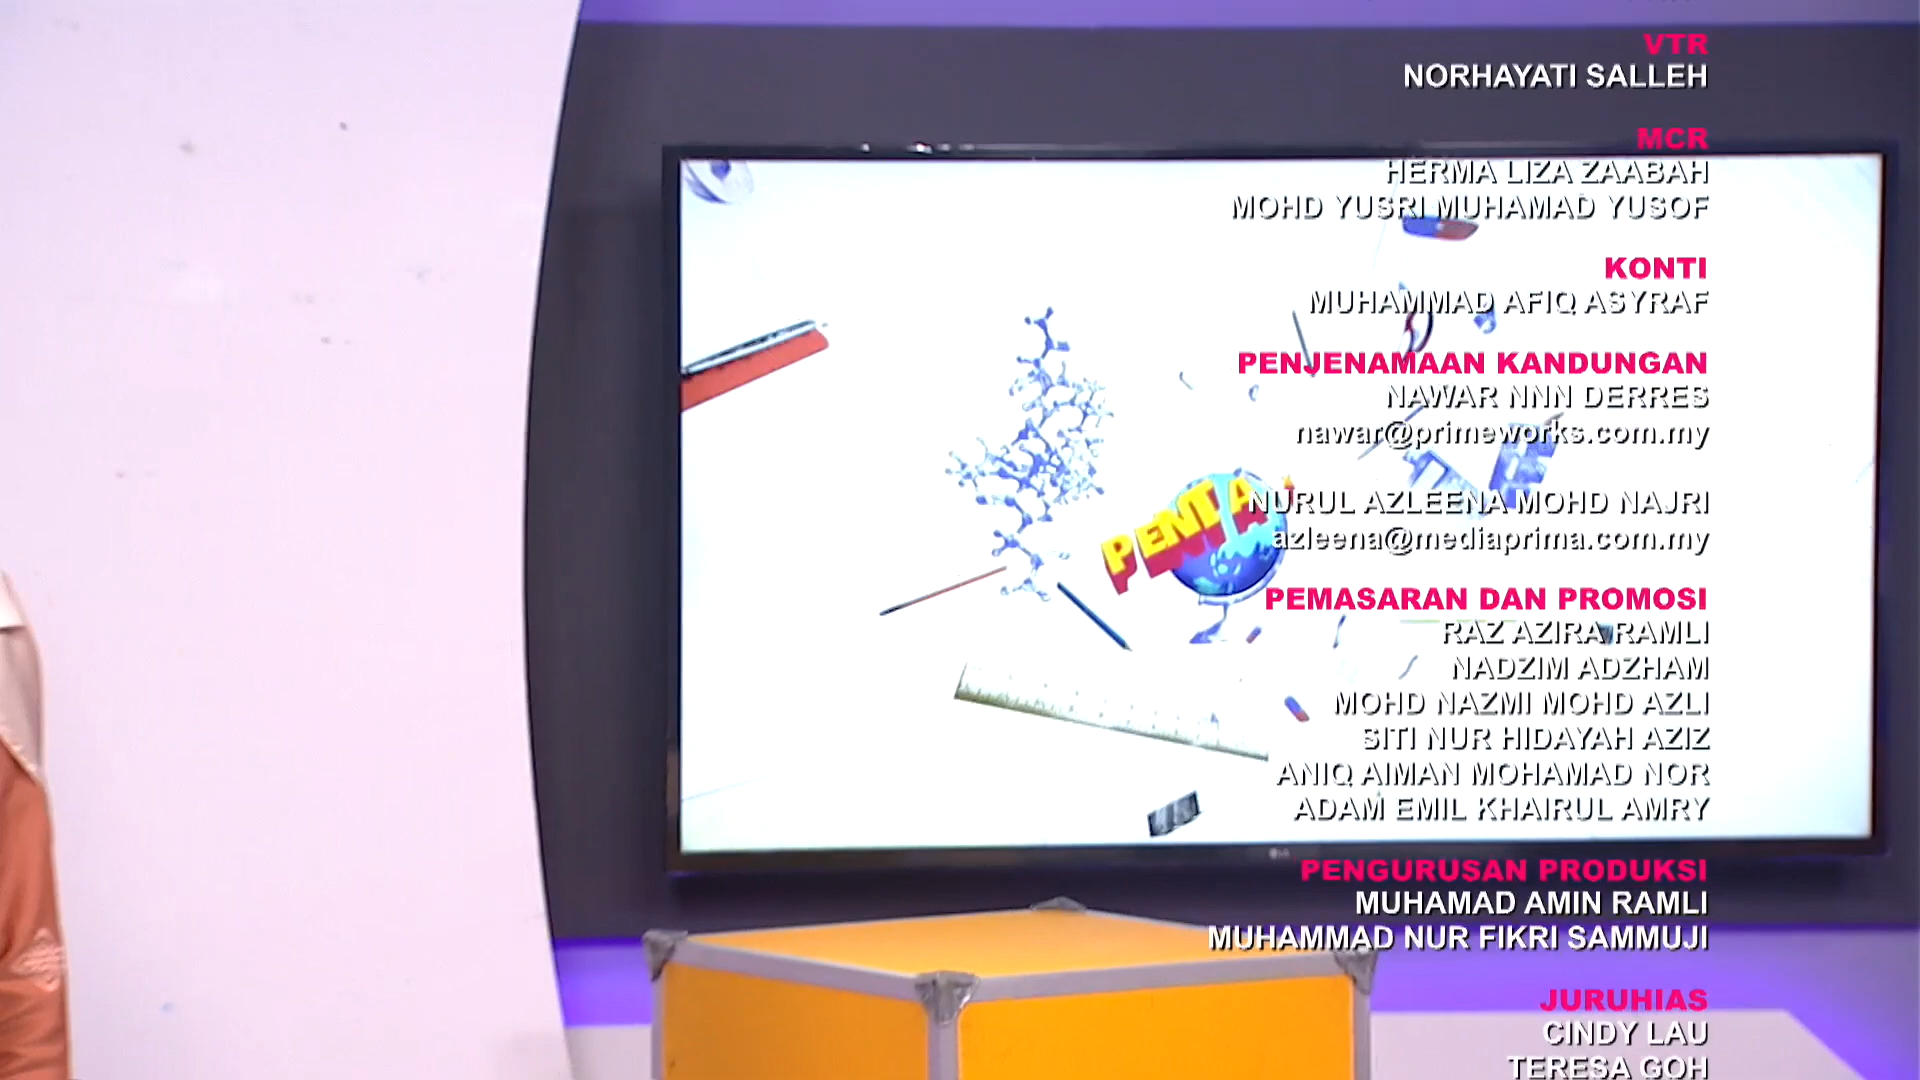 VTR
NORHAYATI SALLEH
MCR
HERMA LIZA ZAABAH
MOHD YUSRI MUHAMAD YUSOF
KONTI
MUHAMMAD AFIQ ASYRAF
PENJENAMAAN KANDUNGAN
NAWAR NNN DERRES
nawar@primeworks.com.my
NURUL AZLEENA MOHD NAJRI
azleena@mediaprima.com.my
PENTA
PEMASARAN DAN PROMOSI
RAZ AZIRA RAMLI
NADZIM ADZHAM
MOHD NAZMI MOHD AZLI
SITI NUR HIDAYAH AZIZ
ANIQ AIMAN MOHAMAD NOR
ADAM EMIL KHAIRUL AMRY
LG
PENGURUSAN PRODUKSI
MUHAMAD AMIN RAMLI
MUHAMMAD NUR FIKRI SAMMUJI
JURUHIAS
CINDY LAU
TERESA GOH